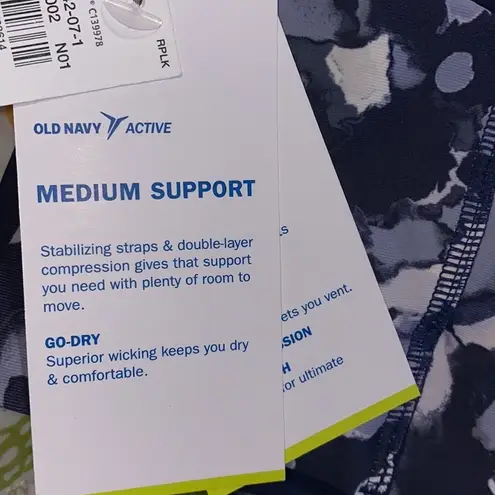 C139978
42-07-1
002 N01
RPLK
OLD NAVY ACTIVE
MEDIUM SUPPORT
Stabilizing straps & double-layer
compression gives that support
you need with plenty of room to
move.
GO-DRY
Superior wicking keeps you dry
& comfortable.
ets you vent.
SION
H
or ultimate